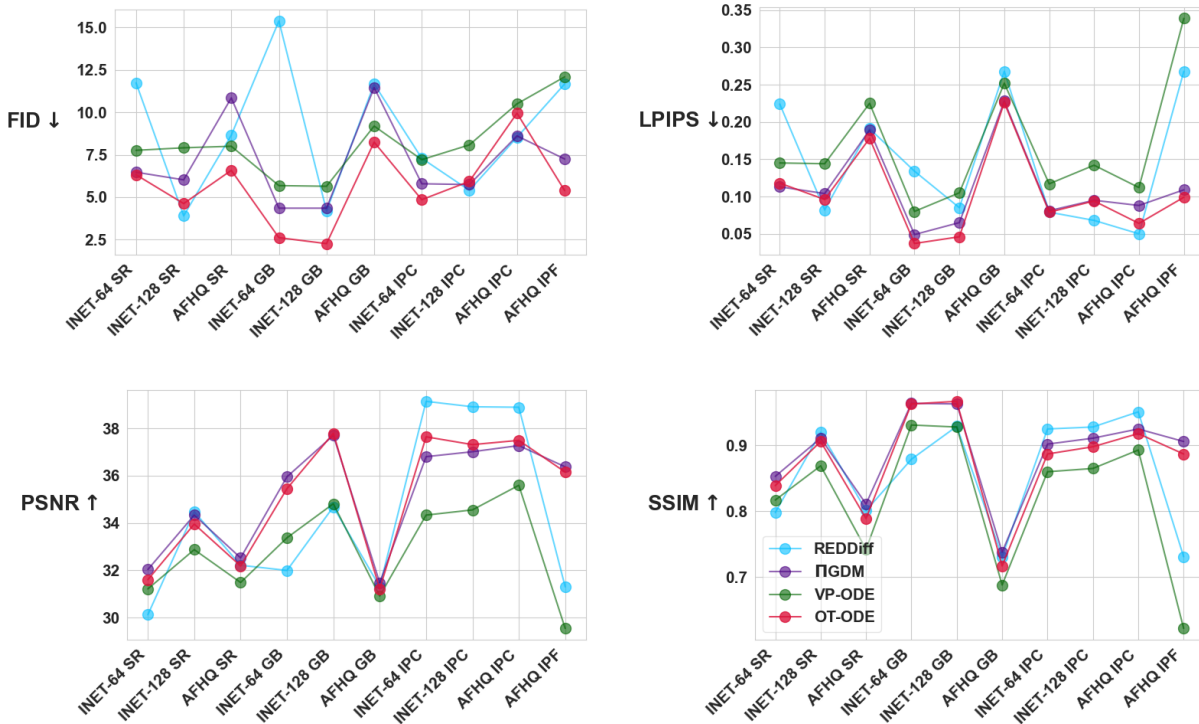 FID ↓
15.0
12.5
10.0
7.5
5.0
2.5
INET-64 SR
INET-128 SR
AFHQ SR
INET-64 GB
INET-128 GB
AFHQ GB
INET-64 IPC
INET-128 IPC
AFHQ IPC
AFHQ IPF
LPIPS ↓
0.35
0.30
0.25
0.20
0.15
0.10
0.05
INET-64 SR
INET-128 SR
AFHQ SR
INET-64 GB
INET-128 GB
AFHQ GB
INET-64 IPC
INET-128 IPC
AFHQ IPC
AFHQ IPF
PSNR ↑
38
36
34
32
30
INET-64 SR
INET-128 SR
AFHQ SR
INET-64 GB
INET-128 GB
AFHQ GB
INET-64 IPC
INET-128 IPC
AFHQ IPC
AFHQ IPF
SSIM ↑
0.9
0.8
0.7
REDDiff
ΠGDM
VP-ODE
OT-ODE
INET-64 SR
INET-128 SR
AFHQ SR
INET-64 GB
INET-128 GB
AFHQ GB
INET-64 IPC
INET-128 IPC
AFHQ IPC
AFHQ IPF